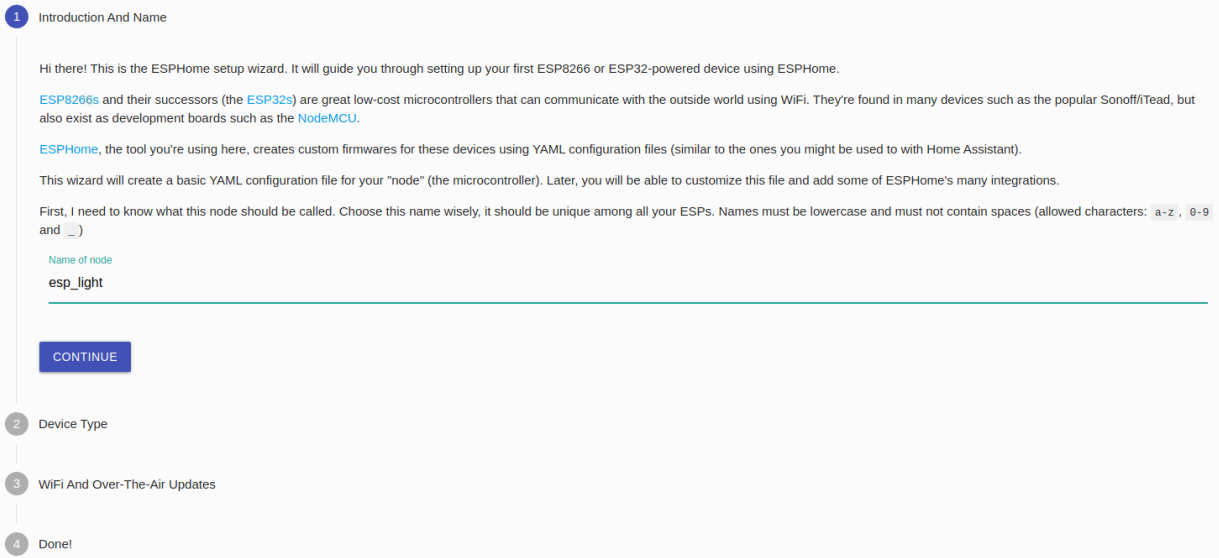 1 Introduction And Name
Hi there! This is the ESPHome setup wizard. It will guide you through setting up your first ESP8266 or ESP32-powered device using ESPHome.
ESP8266s and their successors (the ESP32s) are great low-cost microcontrollers that can communicate with the outside world using WiFi. They're found in many devices such as the popular Sonoff/iTead, but
also exist as development boards such as the NodeMCU.
ESPHome, the tool you're using here, creates custom firmwares for these devices using YAML configuration files (similar to the ones you might be used to with Home Assistant).
This wizard will create a basic YAML configuration file for your "node" (the microcontroller). Later, you will be able to customize this file and add some of ESPHome's many integrations.
First, I need to know what this node should be called. Choose this name wisely, it should be unique among all your ESPs. Names must be lowercase and must not contain spaces (allowed characters: a-z, 0-9
and _)
Name of node
esp_light
CONTINUE
2 Device Type
3 WiFi And Over-The-Air Updates
4 Done!